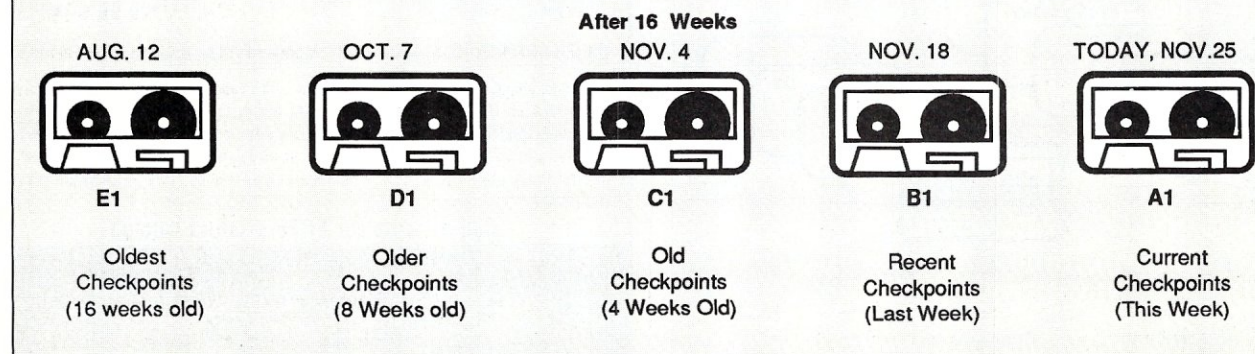 After 16 Weeks
AUG. 12 OCT. 7 NOV. 4 NOV. 18 TODAY, NOV.25
E1 D1 C1 B1 A1
Oldest
Checkpoints
(16 weeks old)
Older
Checkpoints
(8 Weeks old)
Old
Checkpoints
(4 Weeks Old)
Recent
Checkpoints
(Last Week)
Current
Checkpoints
(This Week)